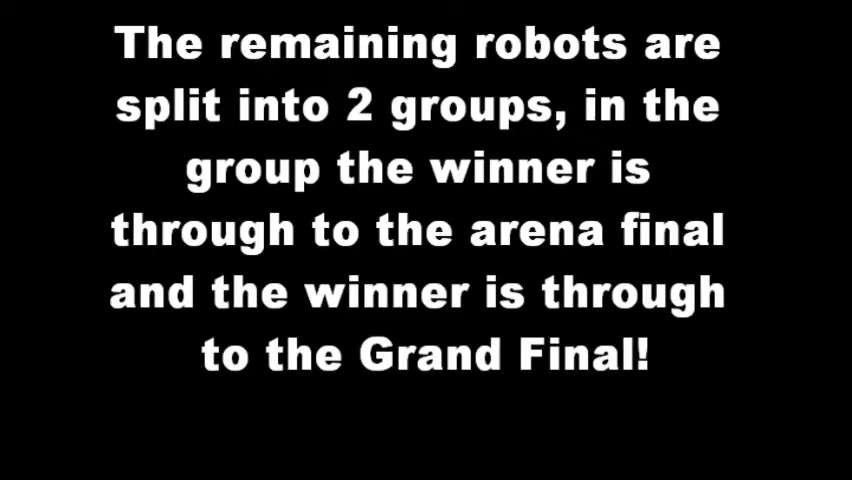 The remaining robots are
split into 2 groups, in the
group the winner is
through to the arena final
and the winner is through
to the Grand Final!